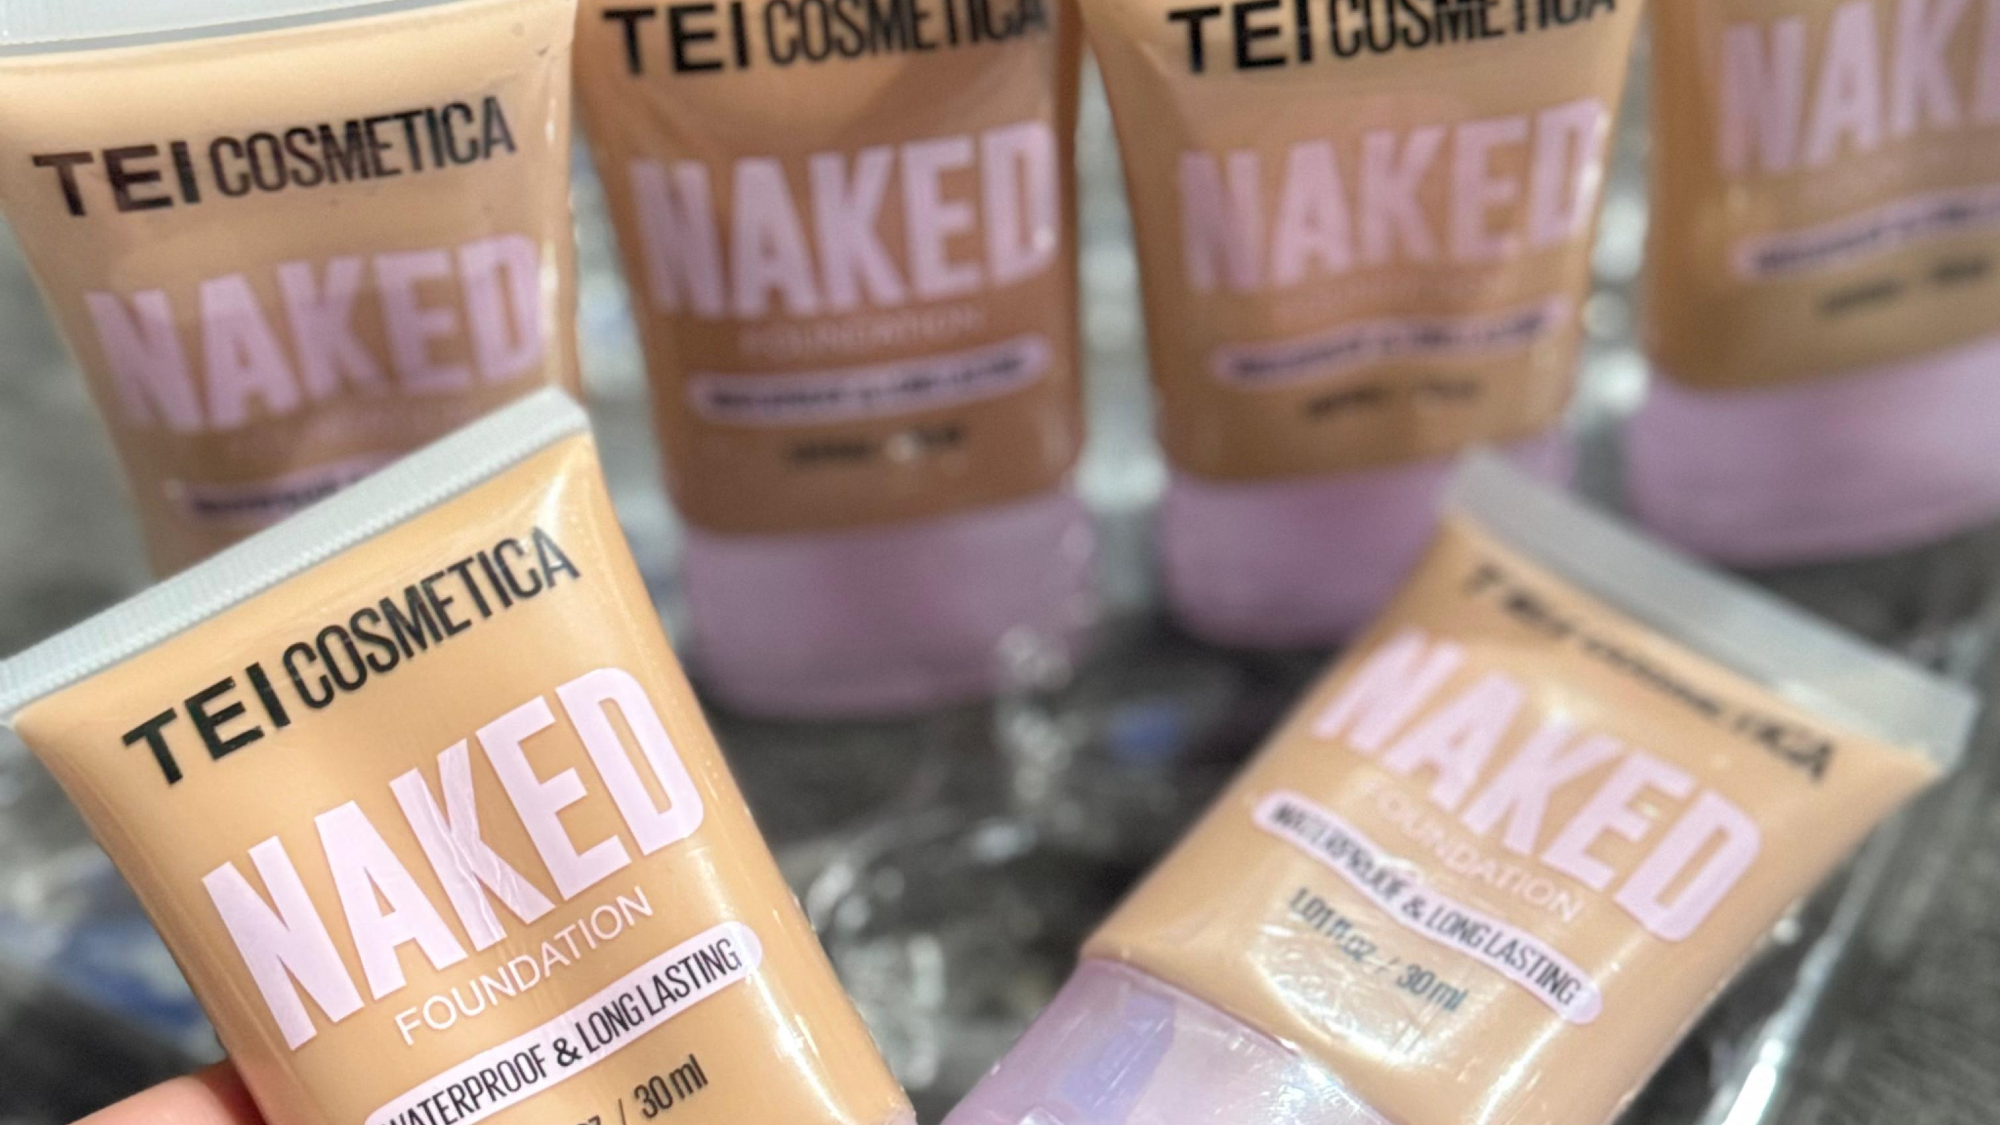 TEI COSMETICA
NAKED
TEI COSMETICA
NAKED
FOUNDATION
TEI COSMETICA
NAKED
NAKED
TEI COSMETICA
NAKED
FOUNDATION
WATERPROOF & LONG LASTING
/ 30 ml
TEI COSMETICA
NAKED
FOUNDATION
WATERPROOF & LONG LASTING
1.01 fl.oz / 30 ml